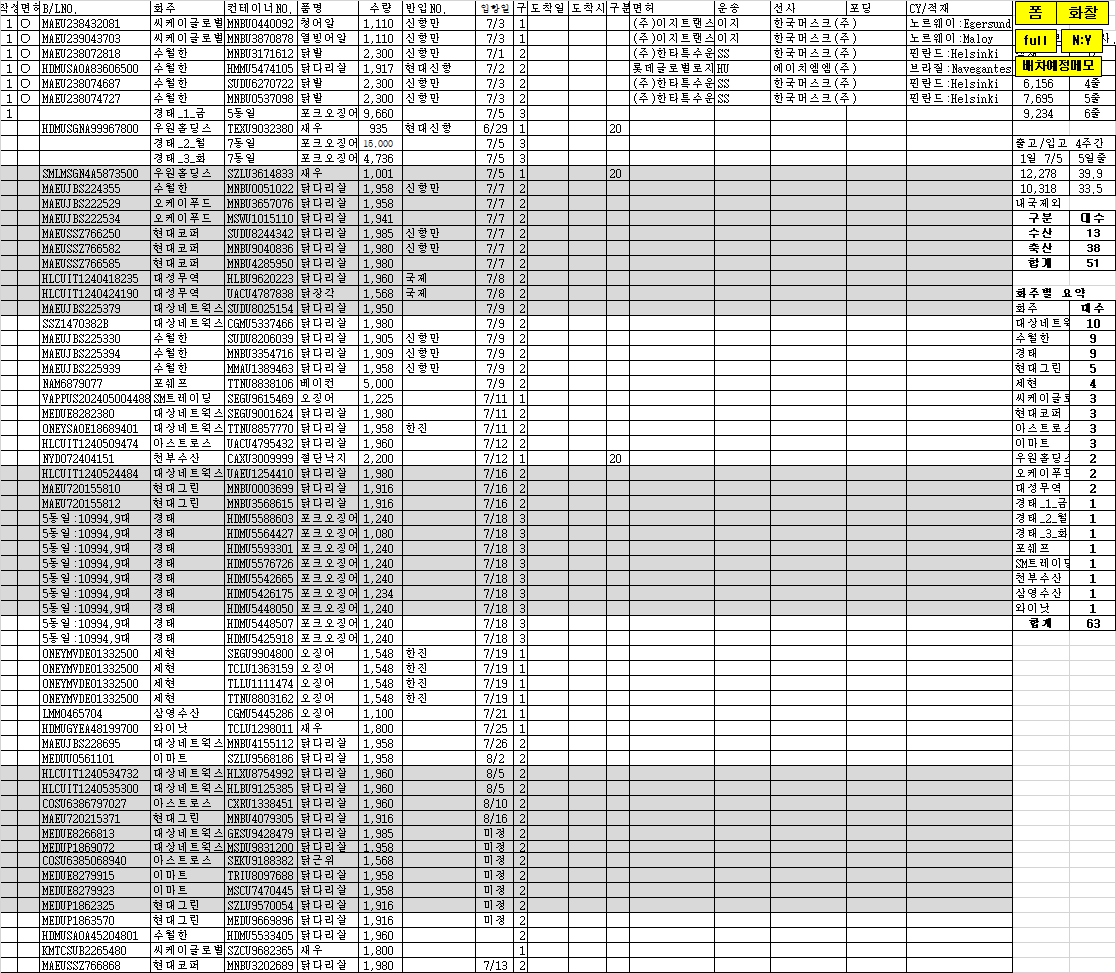 작성 면허 B/LNO. 화주 컨테이너NO. 품명 수량 반입NO. 입항일 구 도착일 도착시 구분 면허 운송 선사 포딩 CY/적재 폼 화찰
1 ○ MAEU238432081 씨케이글로벌 MNBU0440092 청어알 1,110 신항만 7/3 1 (주)이지트랜스 이지 한국머스크(주) 노르웨이:Egersund
1 ○ MAEU239043703 씨케이글로벌 MNBU3870878 열빙어알 1,110 신항만 7/3 1 (주)이지트랜스 이지 한국머스크(주) 노르웨이:Maloy full N:Y
1 ○ MAEU238072818 수월한 MNBU3171612 닭발 2,300 신항만 7/1 2 (주)한타특수운 SS 한국머스크(주) 핀란드:Helsinki
1 ○ HDMUSAOA83606500 수월한 HMMU5474105 닭다리살 1,917 현대신항 7/2 2 롯데글로벌로지 HU 에이치엠엠(주) 브라질:Navegantes 배차예정메모
1 ○ MAEU238074687 수월한 SUDU6270722 닭발 2,300 신항만 7/3 2 (주)한타특수운 SS 한국머스크(주) 핀란드:Helsinki 6,156 4줄
1 ○ MAEU238074727 수월한 MNBU0537098 닭발 2,300 신항만 7/3 2 (주)한타특수운 SS 한국머스크(주) 핀란드:Helsinki 7,695 5줄
1 경태_1_금 5동일 포크오징어 9,660 7/5 3 9,234 6줄
HDMUSGNA99967800 우원홀딩스 TEXU9032380 새우 935 현대신항 6/29 1 20
경태_2_월 7동일 포크오징어 15,000 7/5 3 출고/입고 4주간
경태_3_화 7동일 포크오징어 4,736 7/5 3 1일 7/5 5일줄
SMLMSGN4A5873500 우원홀딩스 SZLU3614833 새우 1,001 7/5 1 20 12,278 39.9
MAEUJBS224355 수월한 MNBU0051022 닭다리살 1,958 신항만 7/7 2 10,318 33.5
MAEUJBS222529 오케이푸드 MNBU3657076 닭다리살 1,958 7/7 2 내국제외
MAEUJBS222534 오케이푸드 MSWU1015110 닭다리살 1,941 7/7 2 구분 대수
MAEUSSZ766250 현대코퍼 SUDU8244342 닭다리살 1,985 신항만 7/7 2 수산 13
MAEUSSZ766582 현대코퍼 MNBU9040836 닭다리살 1,980 신항만 7/7 2 축산 38
MAEUSSZ766585 현대코퍼 MNBU4285950 닭다리살 1,980 7/7 2 합계 51
HLCUIT1240418235 대성무역 HLBU9620223 닭다리살 1,960 국제 7/8 2
HLCUIT1240424190 대성무역 UACU4787838 닭장각 1,568 국제 7/8 2 화주별 요약
MAEUJBS225379 대상네트웍스 SUDU8025154 닭다리살 1,950 7/9 2 화주 대수
SSZ1470382B 대상네트웍스 CGMU5337466 닭다리살 1,980 7/9 2 대상네트웍 10
MAEUJBS225330 수월한 SUDU8206039 닭다리살 1,905 신항만 7/9 2 수월한 9
MAEUJBS225394 수월한 MNBU3354716 닭다리살 1,909 신항만 7/9 2 경태 9
MAEUJBS225939 수월한 MMAU1389463 닭다리살 1,958 신항만 7/9 2 현대그린 5
NAM6879077 포쉐프 TTNU8838106 베이컨 5,000 7/9 2 세현 4
VAPPUS202405004488 SM트레이딩 SEGU9615469 오징어 1,225 7/11 1 씨케이글로 3
MEDUE8282380 대상네트웍스 SEGU9001624 닭다리살 1,980 7/11 2 현대코퍼 3
ONEYSAOE18689401 대상네트웍스 TTNU8857770 닭다리살 1,958 한진 7/11 2 아스트로스 3
HLCUIT1240509474 아스트로스 UACU4795432 닭다리살 1,960 7/12 2 이마트 3
NYD072404151 천부수산 CAXU3009999 절단낙지 2,200 7/12 1 20 우원홀딩스 2
HLCUIT1240524484 대상네트웍스 UAEU1254410 닭다리살 1,980 7/16 2 오케이푸드 2
MAEU720155810 현대그린 MNBU0003699 닭다리살 1,916 7/16 2 대성무역 2
MAEU720155812 현대그린 MNBU3568615 닭다리살 1,916 7/16 2 경태_1_금 1
5동일:10994,9대 경태 HDMU5588603 포크오징어 1,240 7/18 3 경태_2_월 1
5동일:10994,9대 경태 HDMU5564427 포크오징어 1,080 7/18 3 경태_3_화 1
5동일:10994,9대 경태 HDMU5593301 포크오징어 1,240 7/18 3 포쉐프 1
5동일:10994,9대 경태 HDMU5576726 포크오징어 1,240 7/18 3 SM트레이딩 1
5동일:10994,9대 경태 HDMU5542665 포크오징어 1,240 7/18 3 천부수산 1
5동일:10994,9대 경태 HDMU5426175 포크오징어 1,234 7/18 3 삼영수산 1
5동일:10994,9대 경태 HDMU5448050 포크오징어 1,240 7/18 3 와이낫 1
5동일:10994,9대 경태 HDMU5448507 포크오징어 1,240 7/18 3 합계 63
5동일:10994,9대 경태 HDMU5425918 포크오징어 1,240 7/18 3
ONEYMVDE01332500 세현 SEGU9904800 오징어 1,548 한진 7/19 1
ONEYMVDE01332500 세현 TCLU1363159 오징어 1,548 한진 7/19 1
ONEYMVDE01332500 세현 TLLU1111474 오징어 1,548 한진 7/19 1
ONEYMVDE01332500 세현 TTNU8803162 오징어 1,548 한진 7/19 1
LMM0465704 삼영수산 CGMU5445286 오징어 1,100 7/21 1
HDMUGYEA48199700 와이낫 TCLU1298011 새우 1,800 7/25 1
MAEUJBS228695 대상네트웍스 MNBU4155112 닭다리살 1,958 7/26 2
MEDUU0561101 이마트 SZLU9568186 닭다리살 1,958 8/2 2
HLCUIT1240534732 대상네트웍스 HLXU8754992 닭다리살 1,960 8/5 2
HLCUIT1240535300 대상네트웍스 HLBU9125385 닭다리살 1,960 8/5 2
COSU6386797027 아스트로스 CXRU1338451 닭다리살 1,960 8/10 2
MAEU720215371 현대그린 MNBU4079305 닭다리살 1,916 8/16 2
MEDUE8266813 대상네트웍스 GESU9428479 닭다리살 1,985 미정 2
MEDUP1869072 대상네트웍스 MSDU9831200 닭다리살 1,958 미정 2
COSU6385068940 아스트로스 SEKU9188382 닭근위 1,568 미정 2
MEDUE8279915 이마트 TRIU8097688 닭다리살 1,958 미정 2
MEDUE8279923 이마트 MSCU7470445 닭다리살 1,958 미정 2
MEDUP1862325 현대그린 SZLU9570054 닭다리살 1,916 미정 2
MEDUP1863570 현대그린 MEDU9669896 닭다리살 1,916 미정 2
HDMUSAOA45204801 수월한 HDMU5533405 닭다리살 1,960 2
KMTCSUB2265480 씨케이글로벌 SZCU9682365 새우 1,800 1
MAEUSSZ766868 현대코퍼 MNBU3202689 닭다리살 1,980 7/13 2